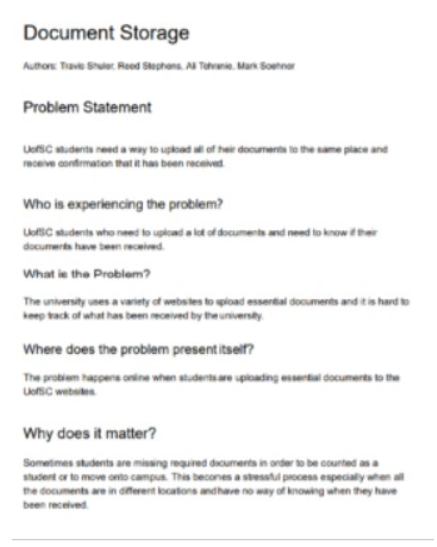 Document Storage
Authors: Travis Shuler, Reed Stephens, Ali Tehranie, Mark Soehner
Problem Statement
UofSC students need a way to upload all of heir documents to the same place and
receive confirmation that it has been received.
Who is experiencing the problem?
UofSC students who need to upload a lot of documents and need to know if their
documents have been received.
What is the Problem?
The university uses a variety of websites to upload essential documents and it is hard to
keep track of what has been received by the university.
Where does the problem present itself?
The problem happens online when students are uploading essential documents to the
UofSC websites.
Why does it matter?
Sometimes students are missing required documents in order to be counted as a
student or to move onto campus. This becomes a stressful process especially when all
the documents are in different locations and have no way of knowing when they have
been received.